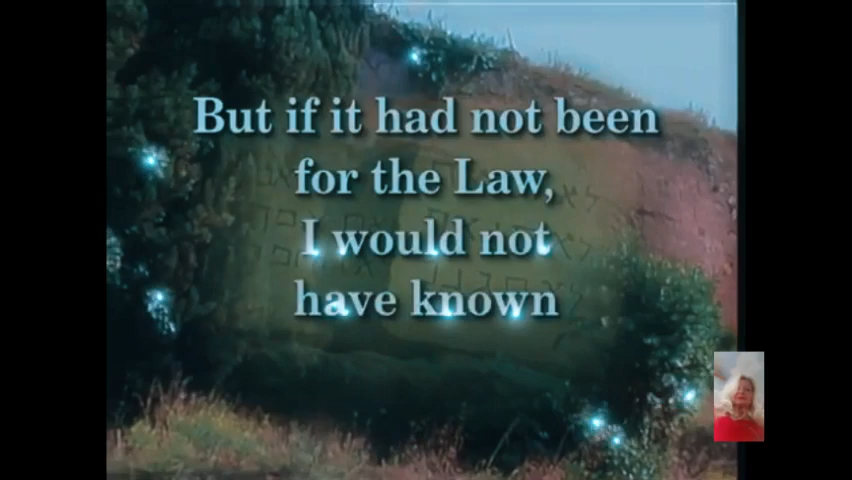 But if it had not been
for the Law,
I would not
have known